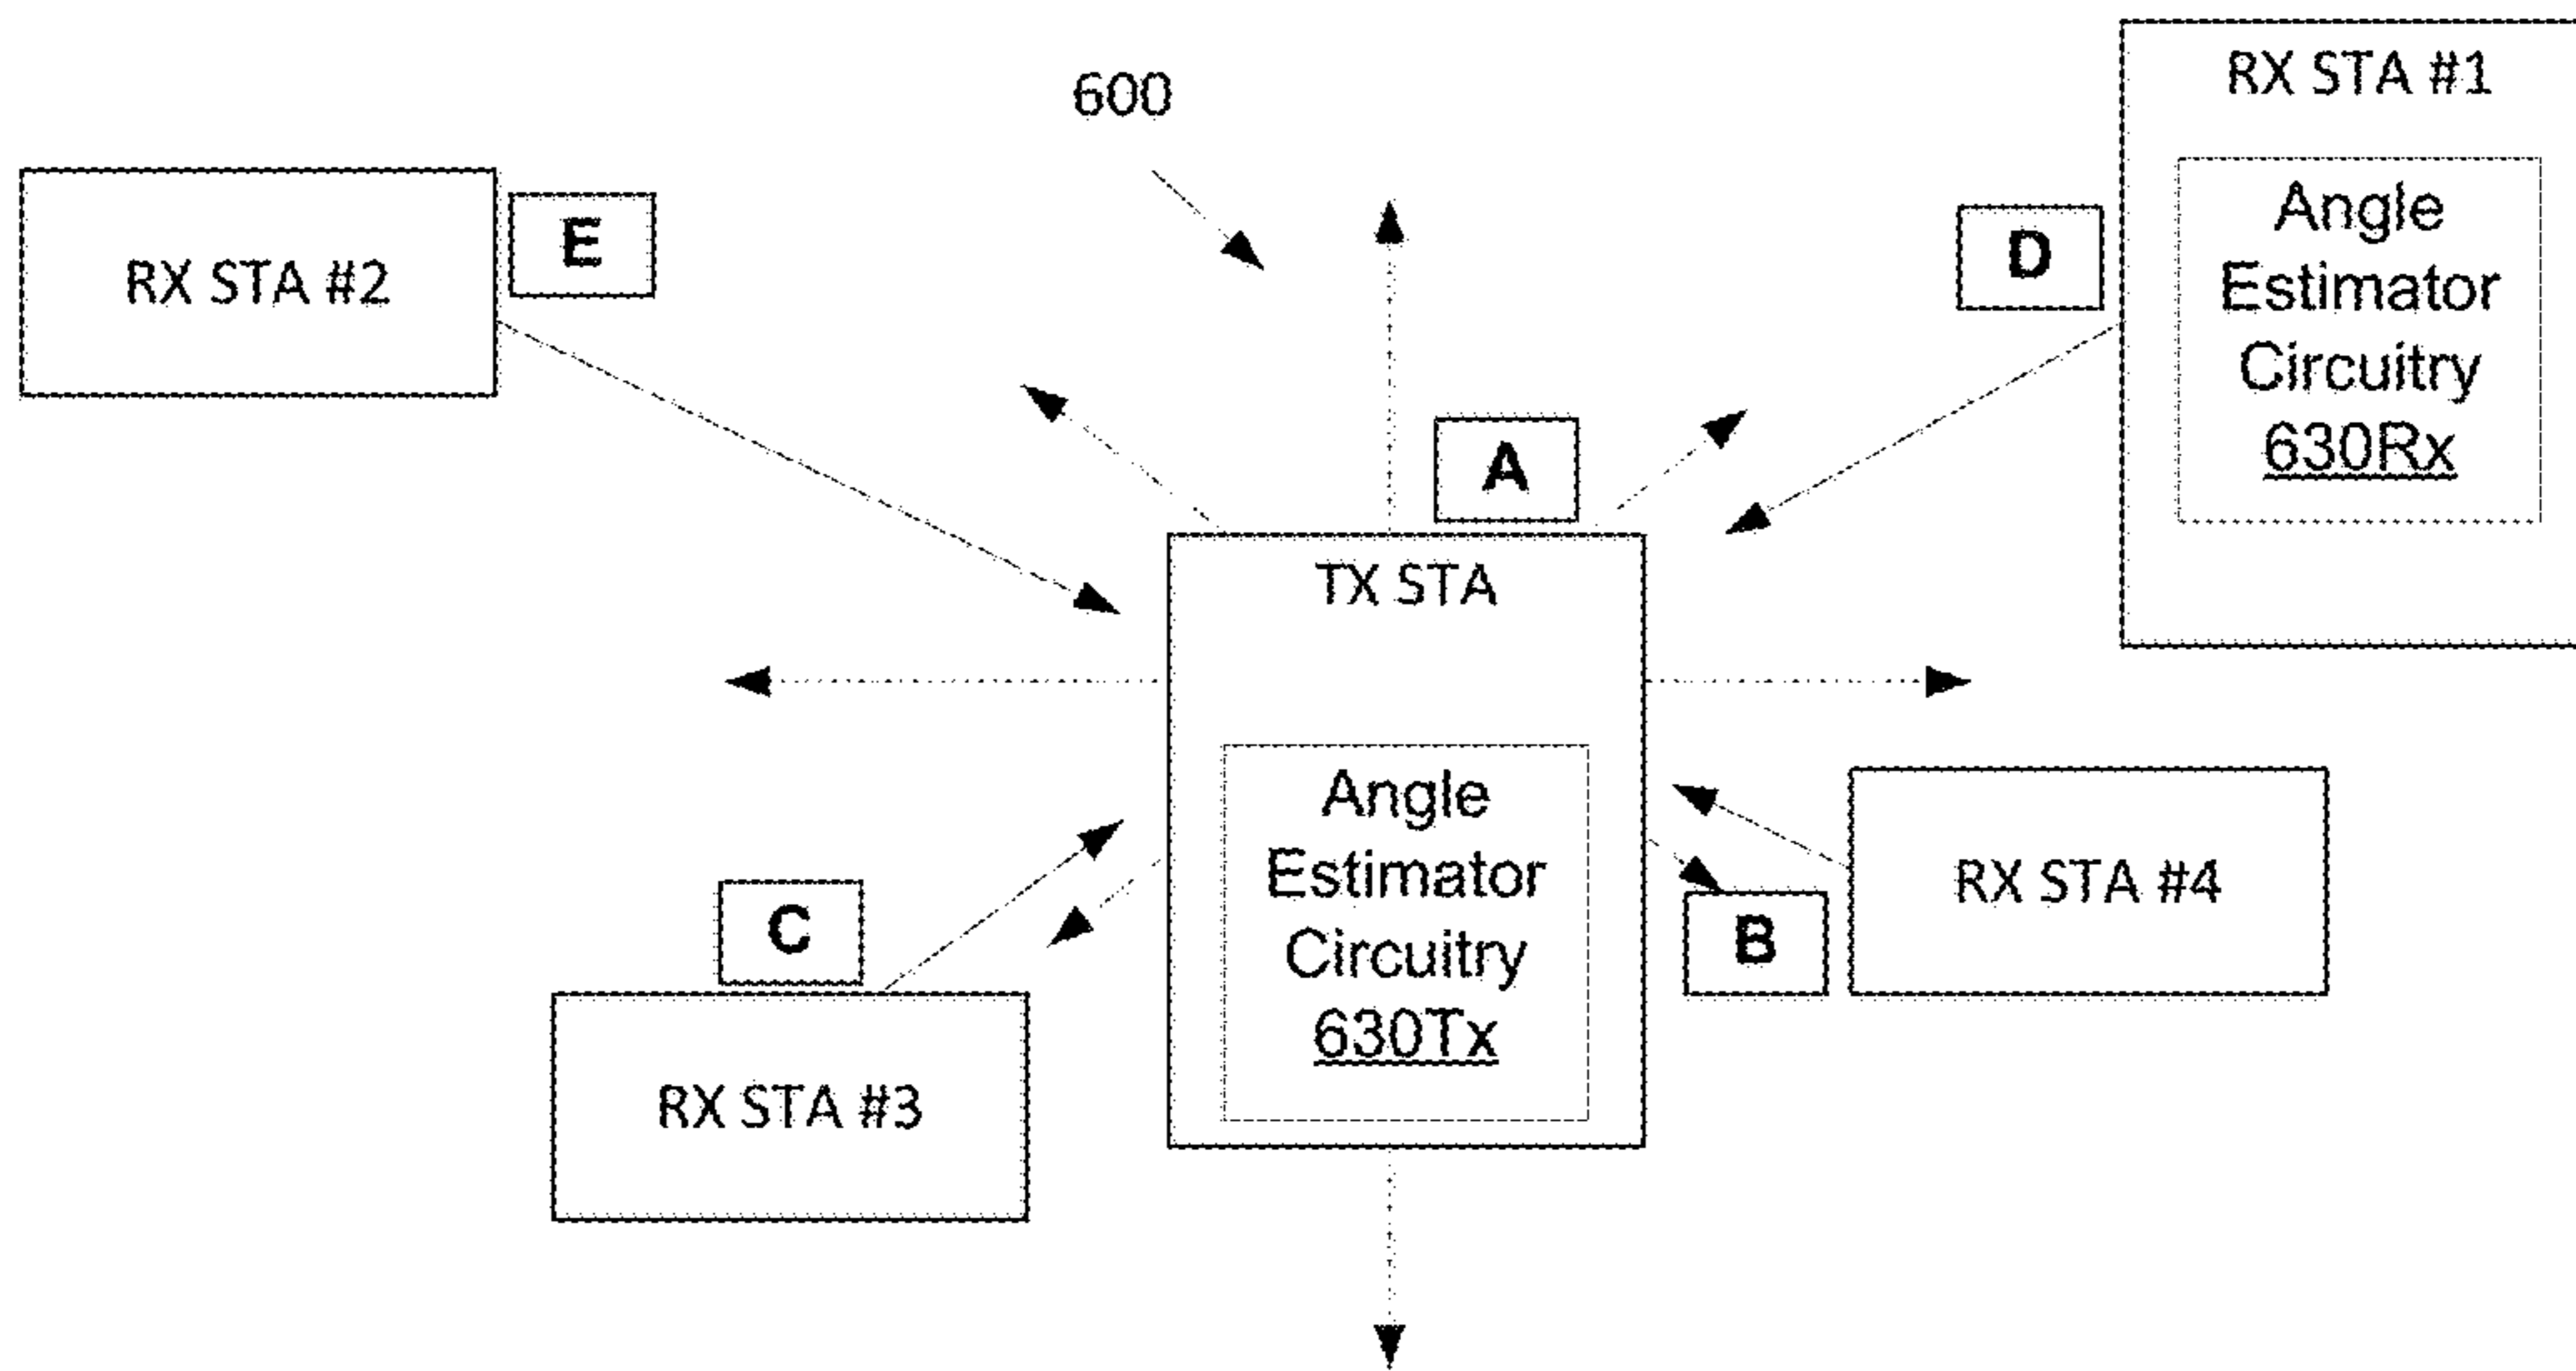 600
RX STA #1
Angle
Estimator
Circuitry
630Rx
D
RX STA #2
E
A
TX STA
Angle
Estimator
Circuitry
630Tx
RX STA #4
B
C
RX STA #3